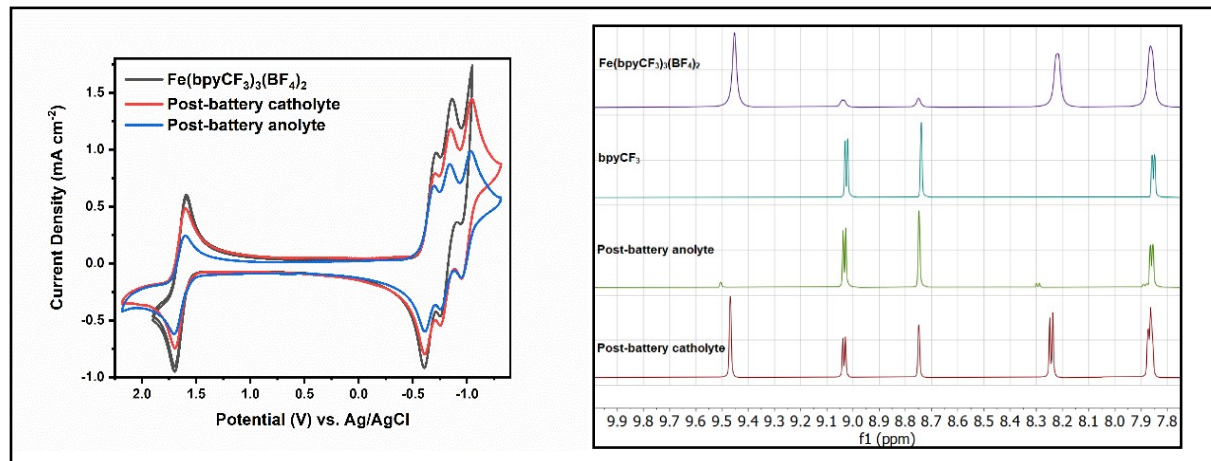 Fe(bpyCF₃)₃(BF₄)₂
Post-battery catholyte
Post-battery anolyte
1.5
1.0
0.5
0.0
-0.5
-1.0
Current Density (mA cm⁻²)
2.0 1.5 1.0 0.5 0.0 -0.5 -1.0
Potential (V) vs. Ag/AgCl
Fe(bpyCF₃)₃(BF₄)₂
bpyCF₃
Post-battery anolyte
Post-battery catholyte
9.9 9.8 9.7 9.6 9.5 9.4 9.3 9.2 9.1 9.0 8.9 8.8 8.7 8.6 8.5 8.4 8.3 8.2 8.1 8.0 7.9 7.8
f1 (ppm)